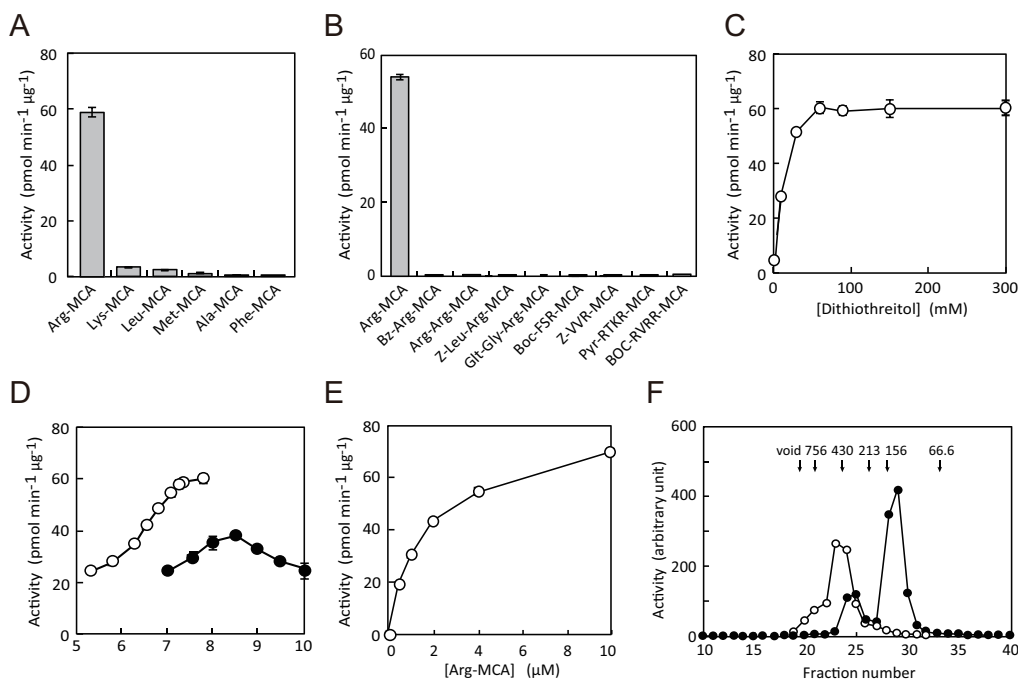 A
Activity (pmol min⁻¹ µg⁻¹)
80
60
40
20
0
Arg-MCA
Lys-MCA
Leu-MCA
Met-MCA
Ala-MCA
Phe-MCA
B
Activity (pmol min⁻¹ µg⁻¹)
60
40
20
0
Arg-MCA
Bz-Arg-MCA
Arg-Arg-MCA
Z-Leu-Arg-MCA
Glt-Gly-Arg-MCA
Boc-FSR-MCA
Z-VVR-MCA
Pyr-RTKR-MCA
BOC-RVRR-MCA
C
Activity (pmol min⁻¹ µg⁻¹)
80
60
40
20
0
0 100 200 300
[Dithiothreitol] (mM)
D
Activity (pmol min⁻¹ µg⁻¹)
80
60
40
20
0
5 6 7 8 9 10
E
Activity (pmol min⁻¹ µg⁻¹)
80
60
40
20
0
0 2 4 6 8 10
[Arg-MCA] (µM)
F
Activity (arbitrary unit)
600
400
200
0
void 756 430 213 156 66.6
10 15 20 25 30 35 40
Fraction number